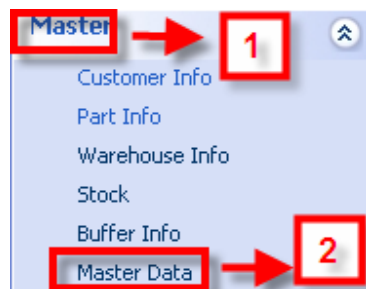 Master 1
Customer Info
Part Info
Warehouse Info
Stock
Buffer Info
Master Data 2